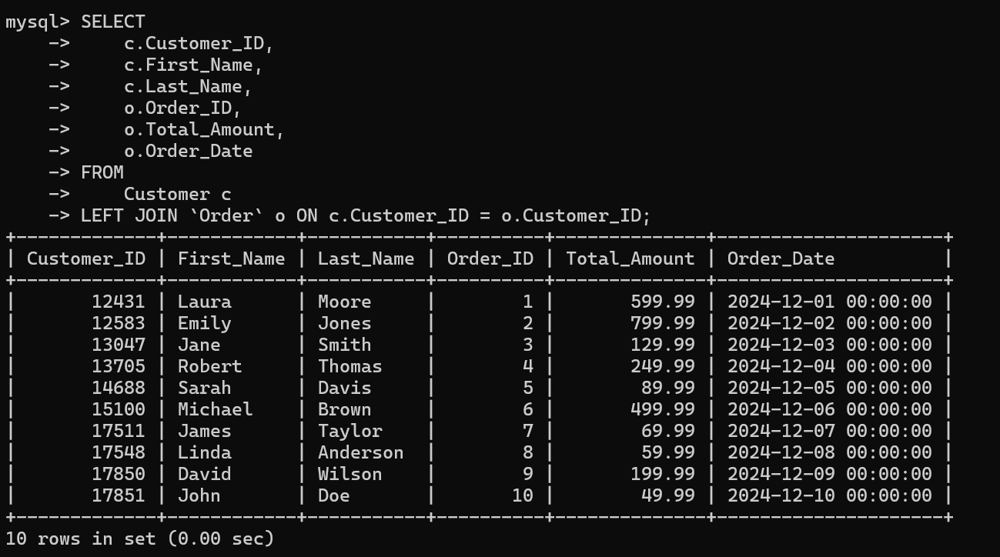 mysql> SELECT
    ->     c.Customer_ID,
    ->     c.First_Name,
    ->     c.Last_Name,
    ->     o.Order_ID,
    ->     o.Total_Amount,
    ->     o.Order_Date
    -> FROM
    ->     Customer c
    -> LEFT JOIN `Order` o ON c.Customer_ID = o.Customer_ID;
+-------------+------------+-----------+----------+--------------+---------------------+
| Customer_ID | First_Name | Last_Name | Order_ID | Total_Amount | Order_Date          |
+-------------+------------+-----------+----------+--------------+---------------------+
|       12431 | Laura      | Moore     |        1 |       599.99 | 2024-12-01 00:00:00 |
|       12583 | Emily      | Jones     |        2 |       799.99 | 2024-12-02 00:00:00 |
|       13047 | Jane       | Smith     |        3 |       129.99 | 2024-12-03 00:00:00 |
|       13705 | Robert     | Thomas    |        4 |       249.99 | 2024-12-04 00:00:00 |
|       14688 | Sarah      | Davis     |        5 |        89.99 | 2024-12-05 00:00:00 |
|       15100 | Michael    | Brown     |        6 |       499.99 | 2024-12-06 00:00:00 |
|       17511 | James      | Taylor    |        7 |        69.99 | 2024-12-07 00:00:00 |
|       17548 | Linda      | Anderson  |        8 |        59.99 | 2024-12-08 00:00:00 |
|       17850 | David      | Wilson    |        9 |       199.99 | 2024-12-09 00:00:00 |
|       17851 | John       | Doe       |       10 |        49.99 | 2024-12-10 00:00:00 |
+-------------+------------+-----------+----------+--------------+---------------------+
10 rows in set (0.00 sec)